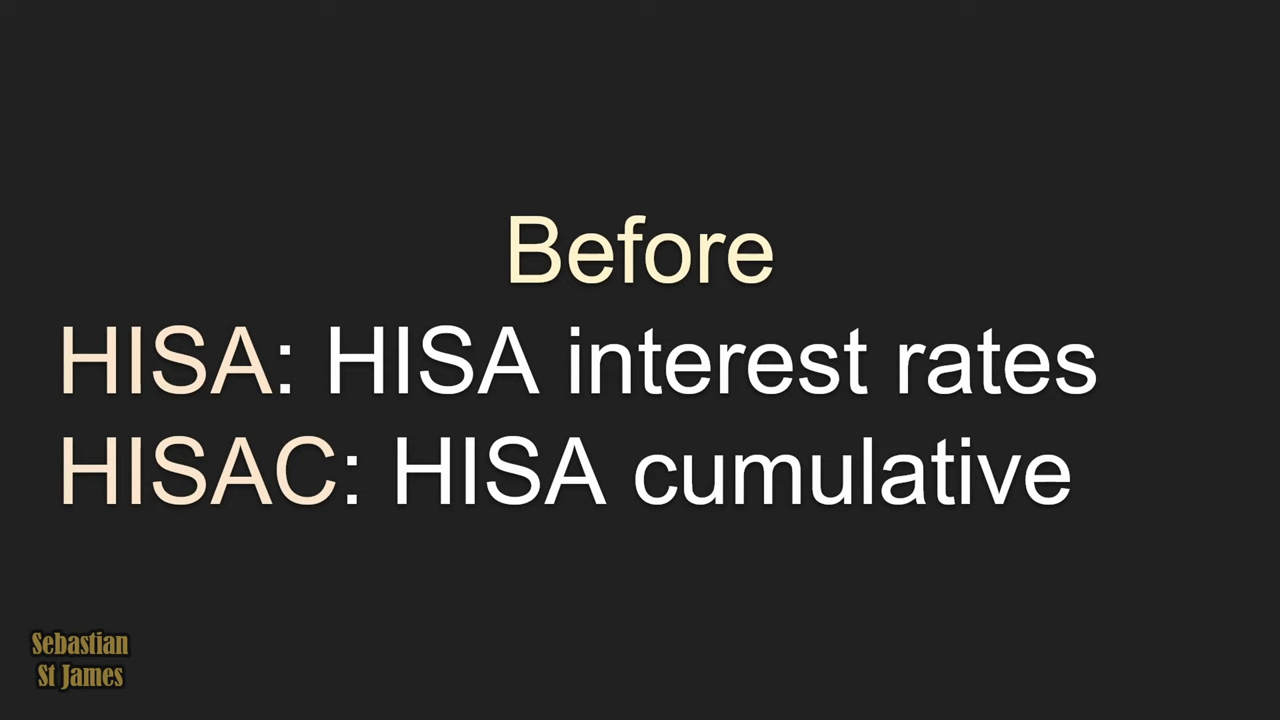 Before
HISA: HISA interest rates
HISAC: HISA cumulative
Sebastian
St James